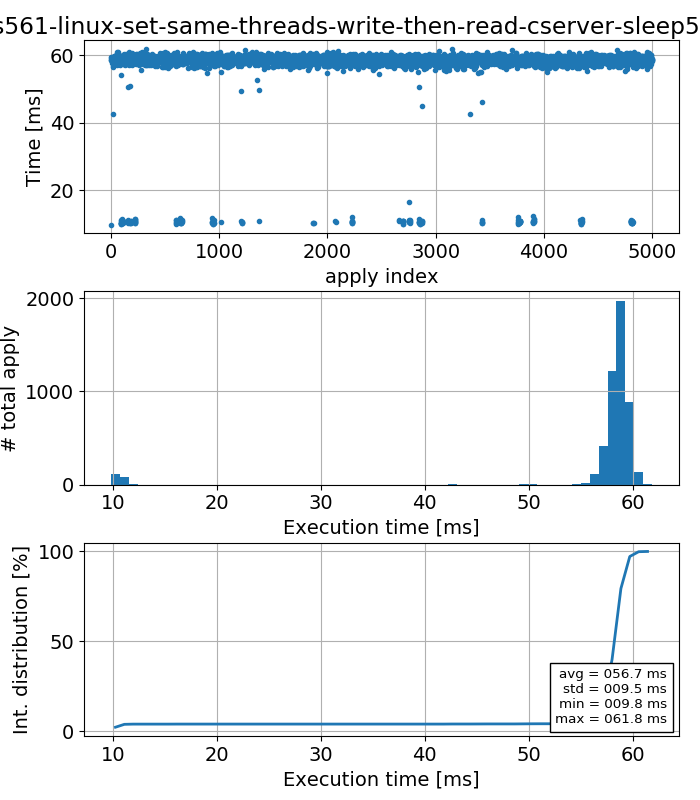 s561-linux-set-same-threads-write-then-read-cserver-sleep5
Time [ms]
60
40
20
0 1000 2000 3000 4000 5000
apply index
# total apply
2000
1000
0
10 20 30 40 50 60
Execution time [ms]
Int. distribution [%]
100
50
0
avg = 056.7 ms
std = 009.5 ms
min = 009.8 ms
max = 061.8 ms
10 20 30 40 50 60
Execution time [ms]